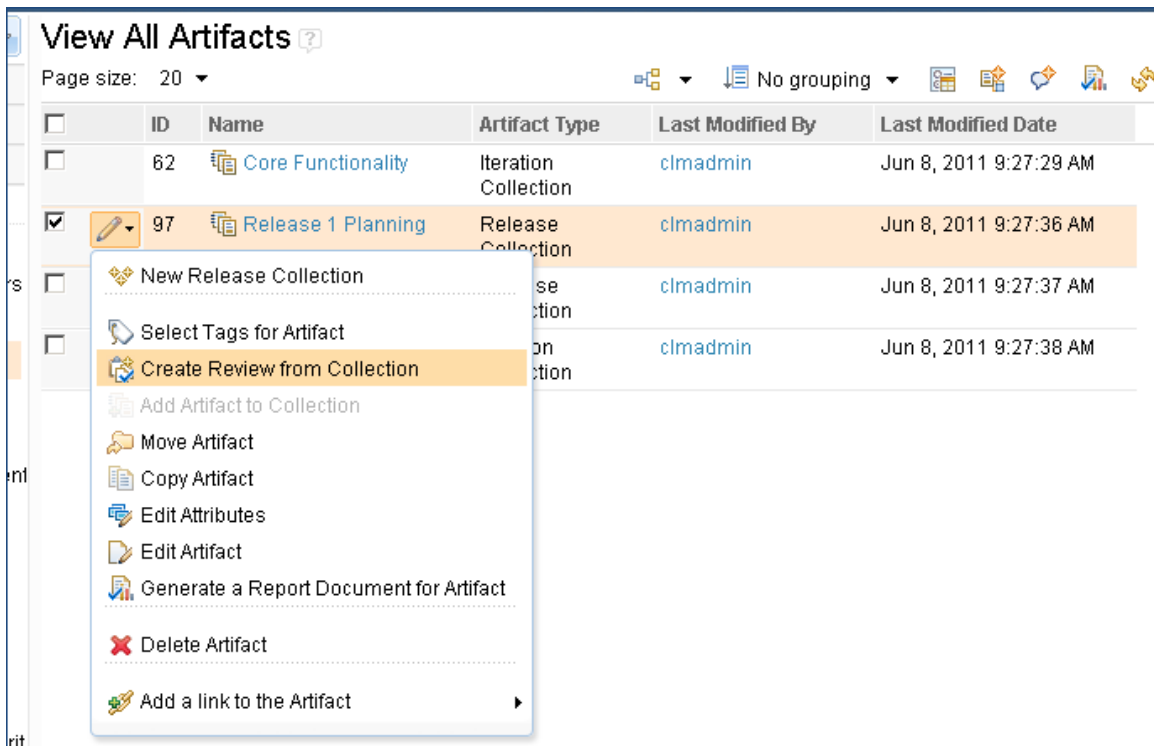 View All Artifacts ?
Page size: 20
No grouping
ID Name Artifact Type Last Modified By Last Modified Date
62 Core Functionality Iteration Collection clmadmin Jun 8, 2011 9:27:29 AM
97 Release 1 Planning Release Collection clmadmin Jun 8, 2011 9:27:36 AM
se
ction clmadmin Jun 8, 2011 9:27:37 AM
on
ction clmadmin Jun 8, 2011 9:27:38 AM
New Release Collection
Select Tags for Artifact
Create Review from Collection
Add Artifact to Collection
Move Artifact
Copy Artifact
Edit Attributes
Edit Artifact
Generate a Report Document for Artifact
Delete Artifact
Add a link to the Artifact